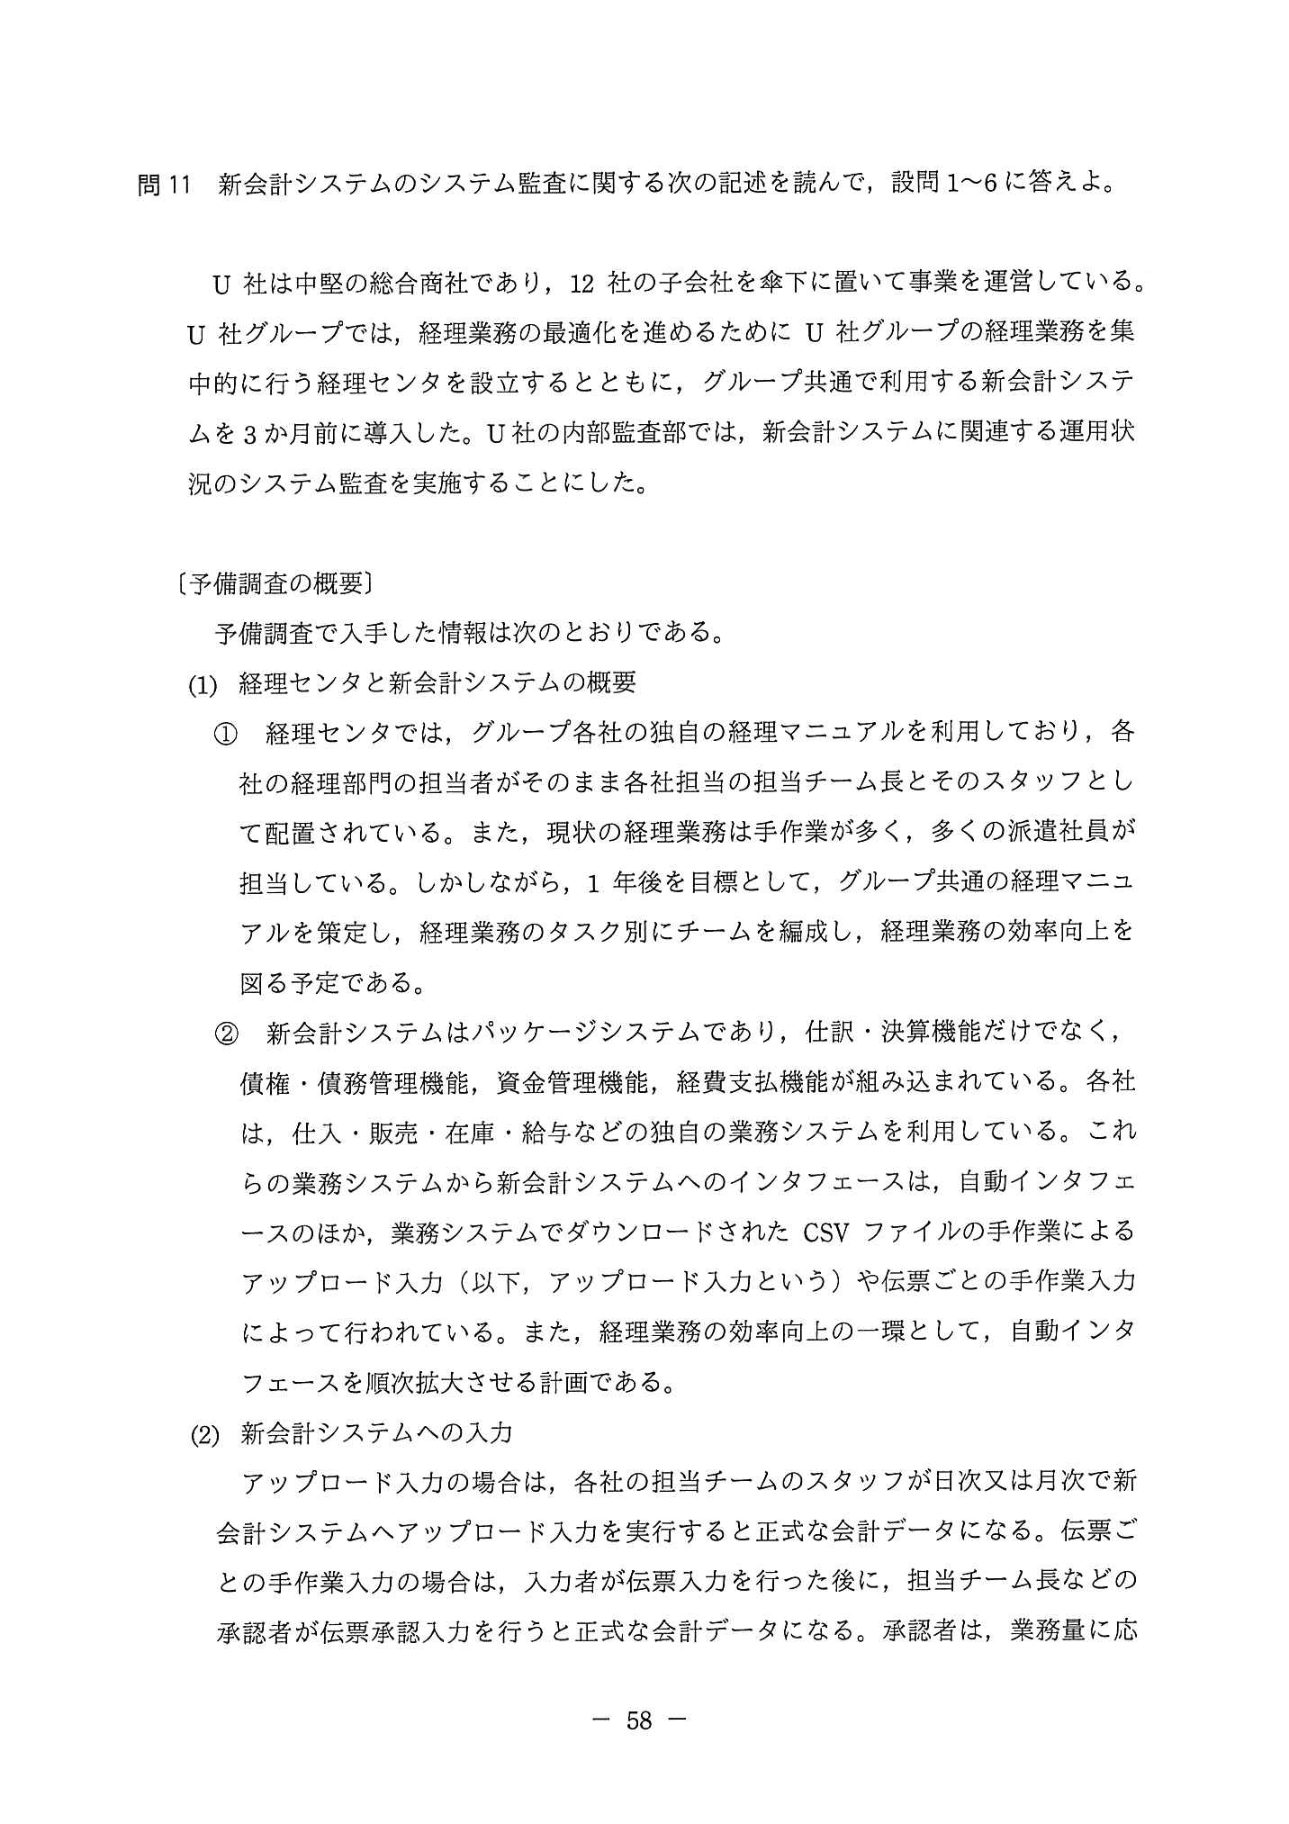 問11 新会計システムのシステム監査に関する次の記述を読んで，設問1～6に答えよ。
U 社は中堅の総合商社であり，12 社の子会社を傘下に置いて事業を運営している。
U 社グループでは，経理業務の最適化を進めるために U 社グループの経理業務を集
中的に行う経理センタを設立するとともに，グループ共通で利用する新会計システ
ムを3か月前に導入した。U社の内部監査部では，新会計システムに関連する運用状
況のシステム監査を実施することにした。
〔予備調査の概要〕
予備調査で入手した情報は次のとおりである。
(1) 経理センタと新会計システムの概要
① 経理センタでは，グループ各社の独自の経理マニュアルを利用しており，各
社の経理部門の担当者がそのまま各社担当の担当チーム長とそのスタッフとし
て配置されている。また，現状の経理業務は手作業が多く，多くの派遣社員が
担当している。しかしながら，1 年後を目標として，グループ共通の経理マニュ
アルを策定し，経理業務のタスク別にチームを編成し，経理業務の効率向上を
図る予定である。
② 新会計システムはパッケージシステムであり，仕訳・決算機能だけでなく，
債権・債務管理機能，資金管理機能，経費支払機能が組み込まれている。各社
は，仕入・販売・在庫・給与などの独自の業務システムを利用している。これ
らの業務システムから新会計システムへのインタフェースは，自動インタフェ
ースのほか，業務システムでダウンロードされた CSV ファイルの手作業による
アップロード入力（以下，アップロード入力という）や伝票ごとの手作業入力
によって行われている。また，経理業務の効率向上の一環として，自動インタ
フェースを順次拡大させる計画である。
(2) 新会計システムへの入力
アップロード入力の場合は，各社の担当チームのスタッフが日次又は月次で新
会計システムへアップロード入力を実行すると正式な会計データになる。伝票ご
との手作業入力の場合は，入力者が伝票入力を行った後に，担当チーム長などの
承認者が伝票承認入力を行うと正式な会計データになる。承認者は，業務量に応
－ 58 －